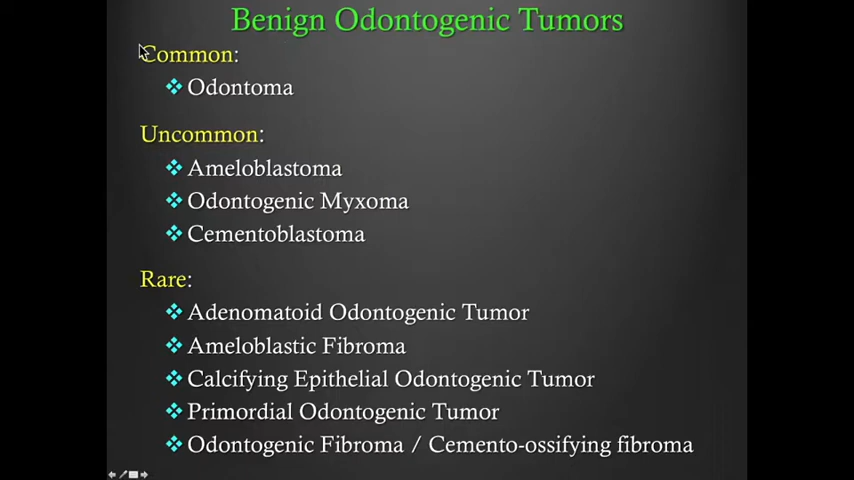 Benign Odontogenic Tumors
Common:
❖ Odontoma
Uncommon:
❖ Ameloblastoma
❖ Odontogenic Myxoma
❖ Cementoblastoma
Rare:
❖ Adenomatoid Odontogenic Tumor
❖ Ameloblastic Fibroma
❖ Calcifying Epithelial Odontogenic Tumor
❖ Primordial Odontogenic Tumor
❖ Odontogenic Fibroma / Cemento-ossifying fibroma